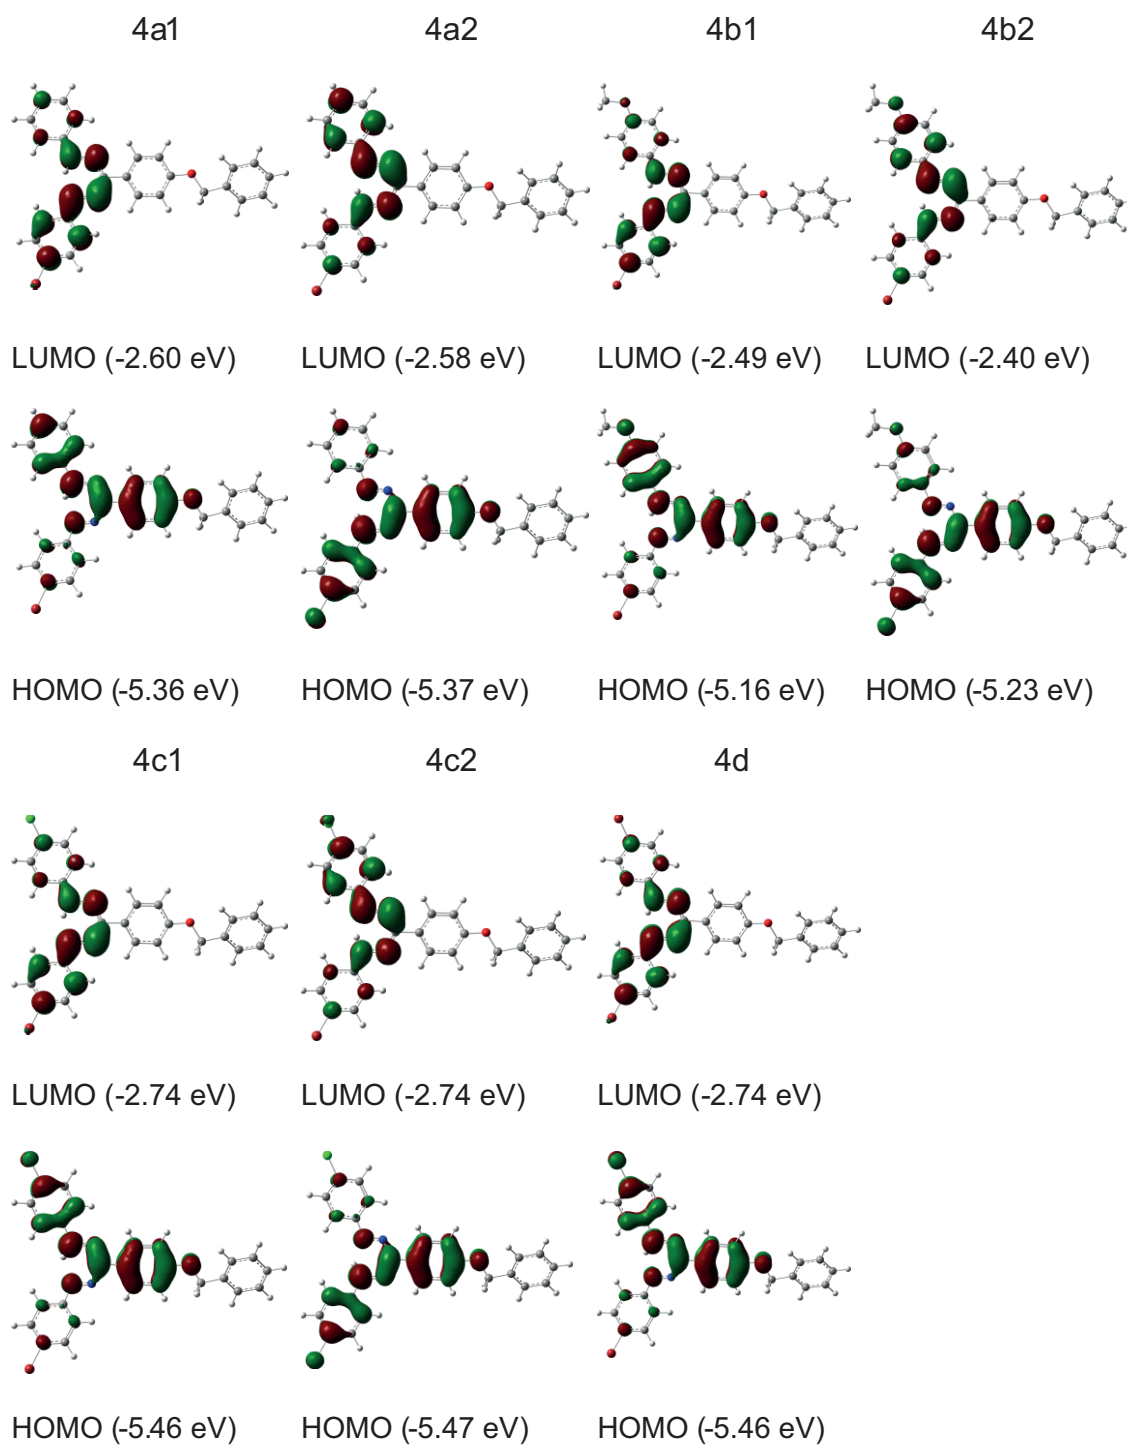 4a1 4a2 4b1 4b2
LUMO (-2.60 eV) LUMO (-2.58 eV) LUMO (-2.49 eV) LUMO (-2.40 eV)
HOMO (-5.36 eV) HOMO (-5.37 eV) HOMO (-5.16 eV) HOMO (-5.23 eV)
4c1 4c2 4d
LUMO (-2.74 eV) LUMO (-2.74 eV) LUMO (-2.74 eV)
HOMO (-5.46 eV) HOMO (-5.47 eV) HOMO (-5.46 eV)